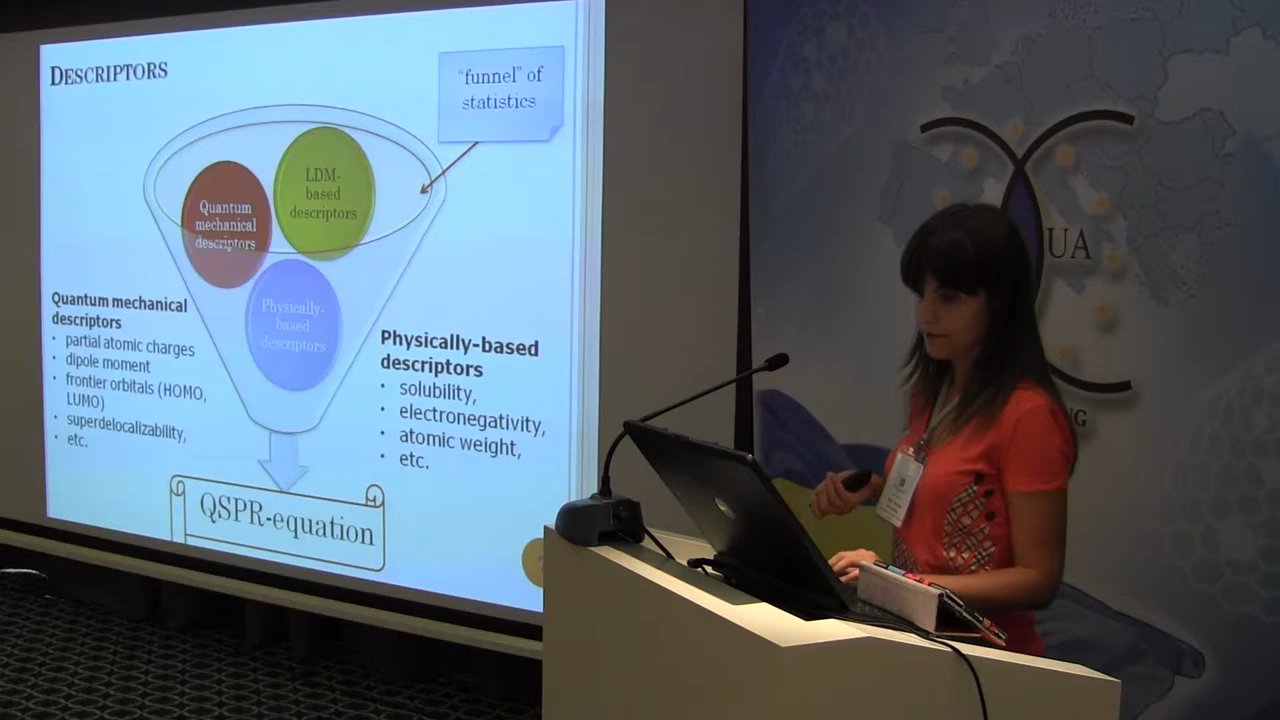 DESCRIPTORS
"funnel" of
statistics
LDM-
based
descriptors
Quantum
mechanical
descriptors
Physically-
based
descriptors
Quantum mechanical
descriptors
· partial atomic charges
· dipole moment
· frontier orbitals (HOMO,
LUMO)
· superdelocalizability,
· etc.
Physically-based
descriptors
· solubility,
· electronegativity,
· atomic weight,
· etc.
QSPR-equation
UA